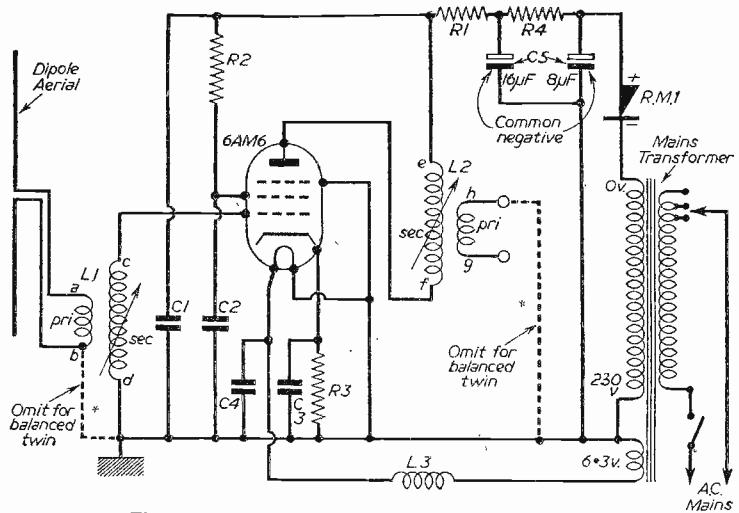 Dipole
Aerial
R2
6AM6
R1
R4
C5
16µF
8µF
Common
negative
+
R.M.1
−
Mains
Transformer
0v.
L2
e
h
sec
pri
g
f
L1
a
c
pri
sec
b
d
C1
C2
*
Omit for
balanced
twin
C4
C
3
R3
*
Omit for
balanced
twin
230
v
L3
6·3v.
A.C.
Mains